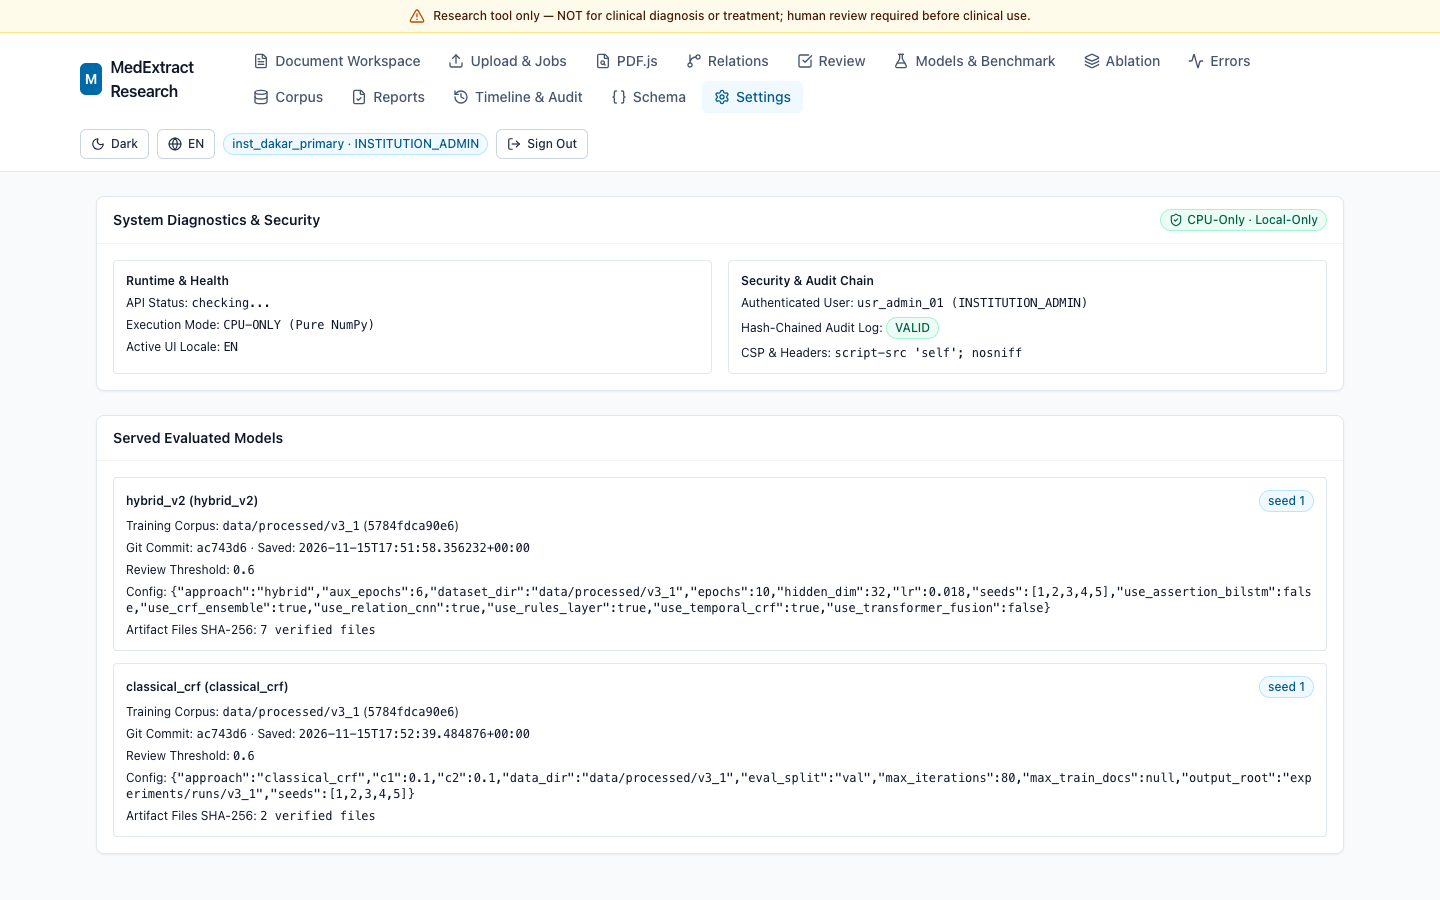 Research tool only — NOT for clinical diagnosis or treatment; human review required before clinical use.
M
MedExtract Research
Document Workspace
Upload & Jobs
PDF.js
Relations
Review
Models & Benchmark
Ablation
Errors
Corpus
Reports
Timeline & Audit
Schema
Settings
Dark
EN
inst_dakar_primary · INSTITUTION_ADMIN
Sign Out
System Diagnostics & Security
CPU-Only · Local-Only
Runtime & Health
API Status: checking...
Execution Mode: CPU-ONLY (Pure NumPy)
Active UI Locale: EN
Security & Audit Chain
Authenticated User: usr_admin_01 (INSTITUTION_ADMIN)
Hash-Chained Audit Log: VALID
CSP & Headers: script-src 'self'; nosniff
Served Evaluated Models
hybrid_v2 (hybrid_v2)
seed 1
Training Corpus: data/processed/v3_1 (5784fdca90e6)
Git Commit: ac743d6 · Saved: 2026-11-15T17:51:58.356232+00:00
Review Threshold: 0.6
Config: {"approach":"hybrid","aux_epochs":6,"dataset_dir":"data/processed/v3_1","epochs":10,"hidden_dim":32,"lr":0.018,"seeds":[1,2,3,4,5],"use_assertion_bilstm":fals
e,"use_crf_ensemble":true,"use_relation_cnn":true,"use_rules_layer":true,"use_temporal_crf":true,"use_transformer_fusion":false}
Artifact Files SHA-256: 7 verified files
classical_crf (classical_crf)
seed 1
Training Corpus: data/processed/v3_1 (5784fdca90e6)
Git Commit: ac743d6 · Saved: 2026-11-15T17:52:39.484876+00:00
Review Threshold: 0.6
Config: {"approach":"classical_crf","c1":0.1,"c2":0.1,"data_dir":"data/processed/v3_1","eval_split":"val","max_iterations":80,"max_train_docs":null,"output_root":"exp
eriments/runs/v3_1","seeds":[1,2,3,4,5]}
Artifact Files SHA-256: 2 verified files